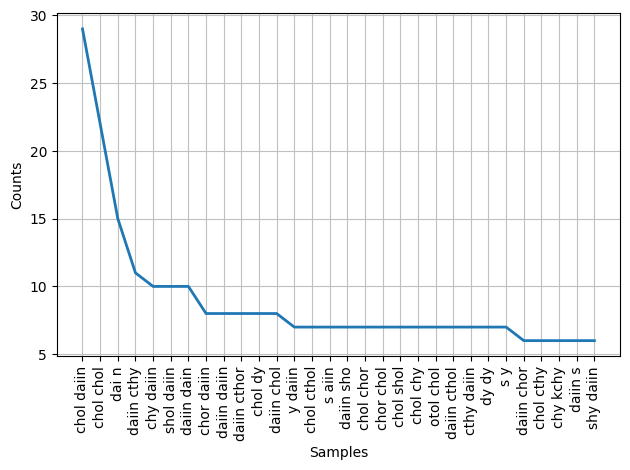 30
25
20
15
10
5
Counts
chol daiin
chol chol
dai n
daiin cthy
chy daiin
shol daiin
daiin dain
chor daiin
daiin daiin
daiin cthor
chol dy
daiin chol
y daiin
chol cthol
s aiin
daiin sho
chol chor
chor chol
chol shol
chol chy
otol chol
daiin cthol
cthy daiin
dy dy
s y
daiin chor
chol cthy
chy kchy
daiin s
shy daiin
Samples